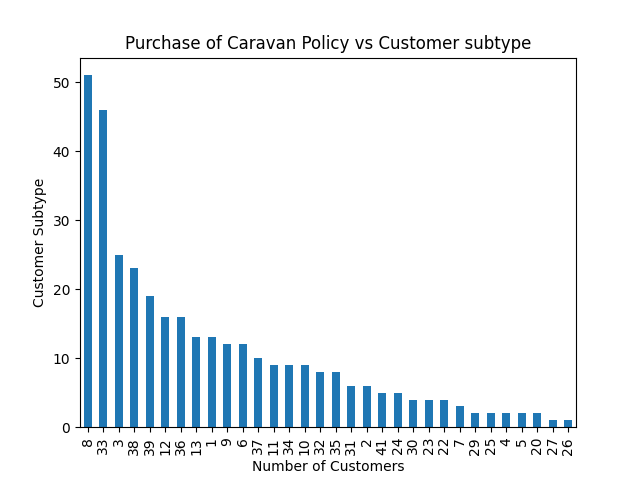 Purchase of Caravan Policy vs Customer subtype
50
40
30
20
10
0
Customer Subtype
8 33 3 38 39 12 36 13 1 9 6 37 11 34 10 32 35 31 2 41 24 30 23 22 7 29 25 4 5 20 27 26
Number of Customers